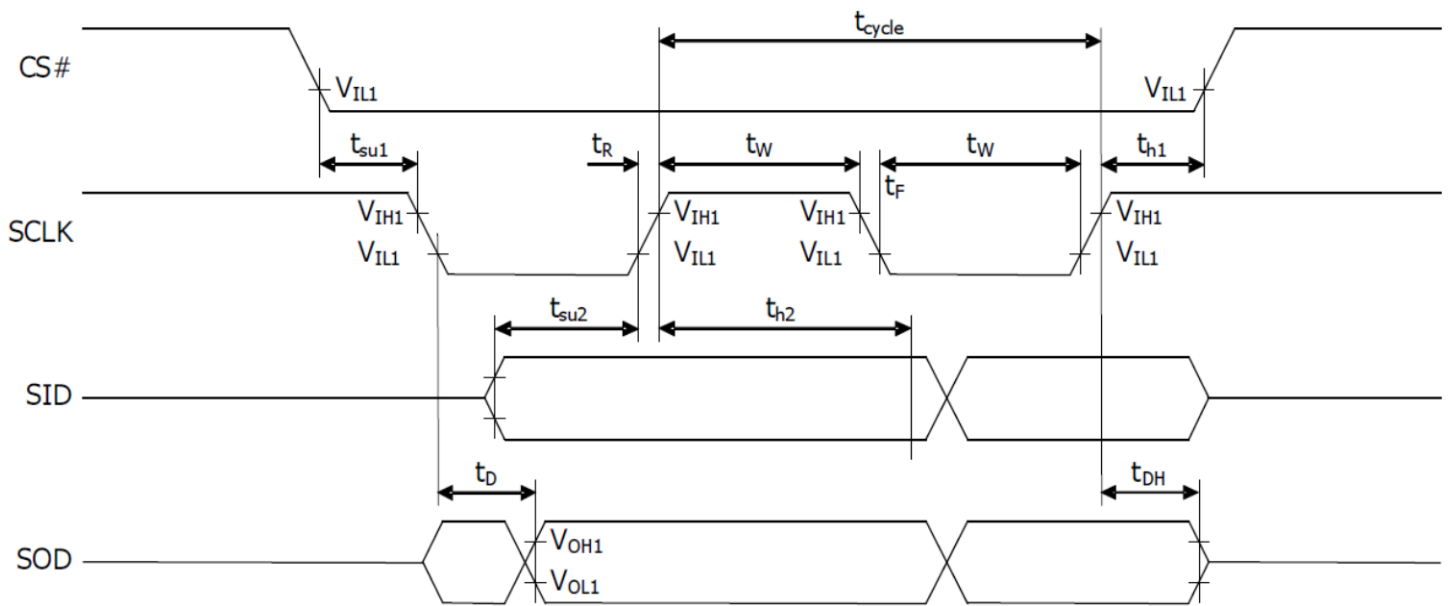 t_cycle
CS#
V_IL1 V_IL1
t_su1 t_R t_W t_W t_h1
t_F
SCLK
V_IH1 V_IH1 V_IH1 V_IH1
V_IL1 V_IL1 V_IL1 V_IL1
t_su2 t_h2
SID
t_D t_DH
SOD
V_OH1
V_OL1